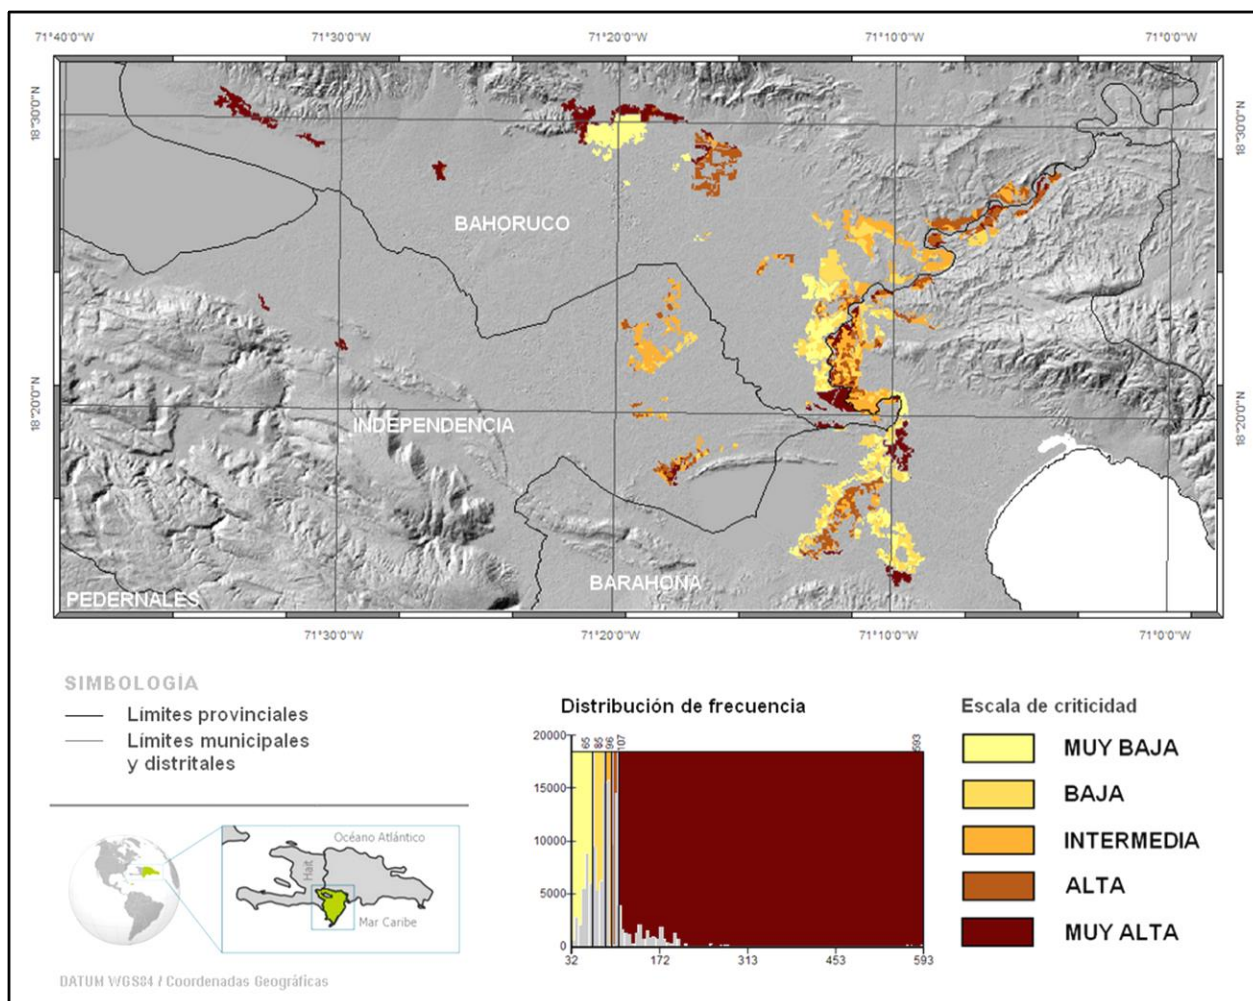 71°40'0"W
71°30'0"W
71°20'0"W
71°10'0"W
71°0'0"W
18°30'0"N
18°30'0"N
BAHORUCO
18°20'0"N
18°20'0"N
INDEPENDENCIA
BARAHONA
PEDERNALES
71°30'0"W
71°20'0"W
71°10'0"W
71°0'0"W
SIMBOLOGÍA
Límites provinciales
Límites municipales
y distritales
Océano Atlántico
Hait
Mar Caribe
DATUM WGS84 / Coordenadas Geográficas
Distribución de frecuencia
65 85 96 107 593
20000
15000
10000
5000
0
32 172 313 453 593
Escala de criticidad
MUY BAJA
BAJA
INTERMEDIA
ALTA
MUY ALTA